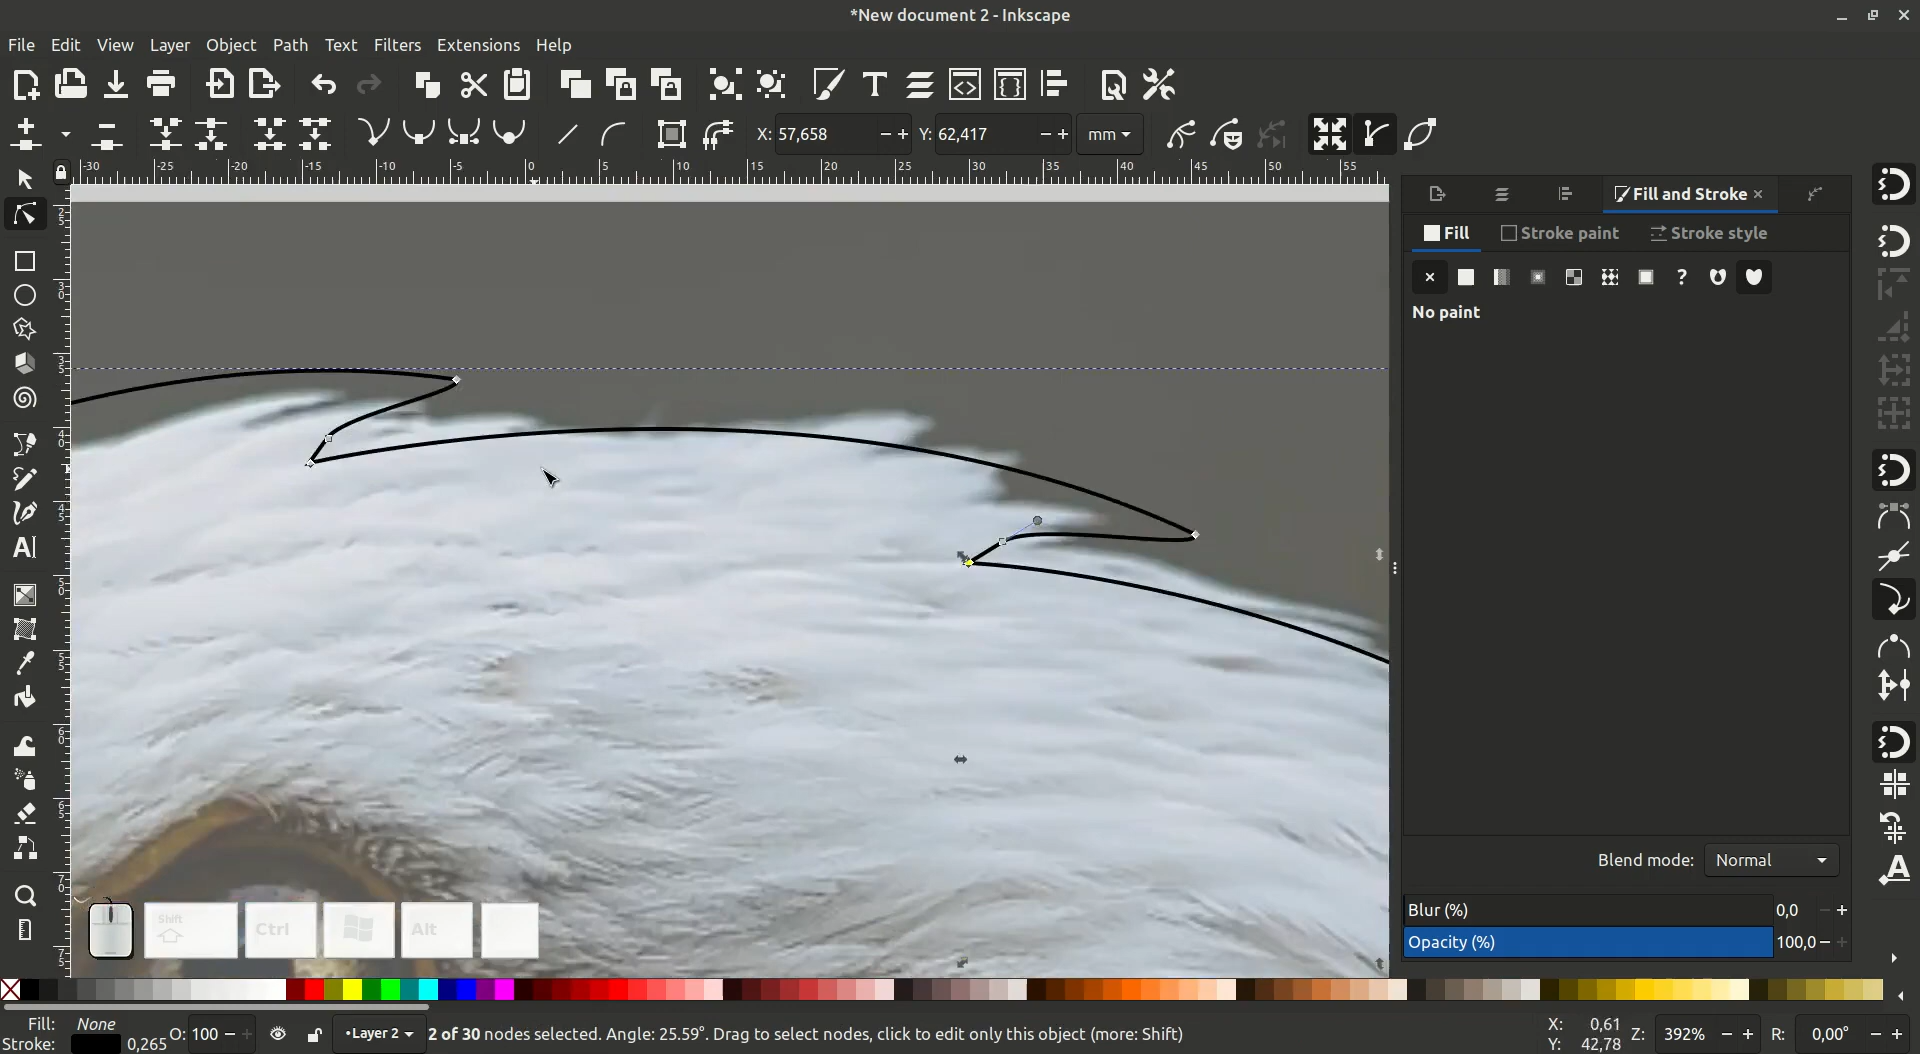 *New document 2 - Inkscape
File Edit View Layer Object Path Text Filters Extensions Help
X: 57,658 Y: 62,417 mm
-30 -25 -20 -15 -10 -5 0 5 10 15 20 25 30 35 40 45 50 55
Fill and Stroke
Fill Stroke paint Stroke style
No paint
Blend mode: Normal
Blur (%) 0,0
Opacity (%) 100,0
Shift Ctrl Alt
Fill: None O: 100 •Layer 2 2 of 30 nodes selected. Angle: 25.59°. Drag to select nodes, click to edit only this object (more: Shift) X: 0,61 Z: 392% R: 0,00°
Stroke: 0,265 Y: 42,78